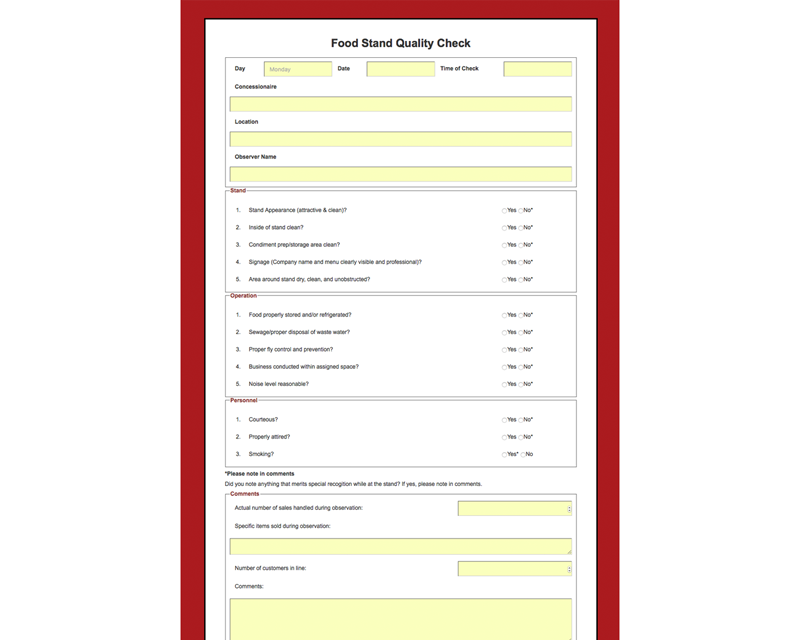 Food Stand Quality Check
Day Monday Date Time of Check
Concessionaire
Location
Observer Name
Stand
1. Stand Appearance (attractive & clean)? Yes No*
2. Inside of stand clean? Yes No*
3. Condiment prep/storage area clean? Yes No*
4. Signage (Company name and menu clearly visible and professional)? Yes No*
5. Area around stand dry, clean, and unobstructed? Yes No*
Operation
1. Food properly stored and/or refrigerated? Yes No*
2. Sewage/proper disposal of waste water? Yes No*
3. Proper fly control and prevention? Yes No*
4. Business conducted within assigned space? Yes No*
5. Noise level reasonable? Yes No*
Personnel
1. Courteous? Yes No*
2. Properly attired? Yes No*
3. Smoking? Yes* No
*Please note in comments
Did you note anything that merits special recogition while at the stand? If yes, please note in comments.
Comments
Actual number of sales handled during observation:
Specific items sold during observation:
Number of customers in line:
Comments: